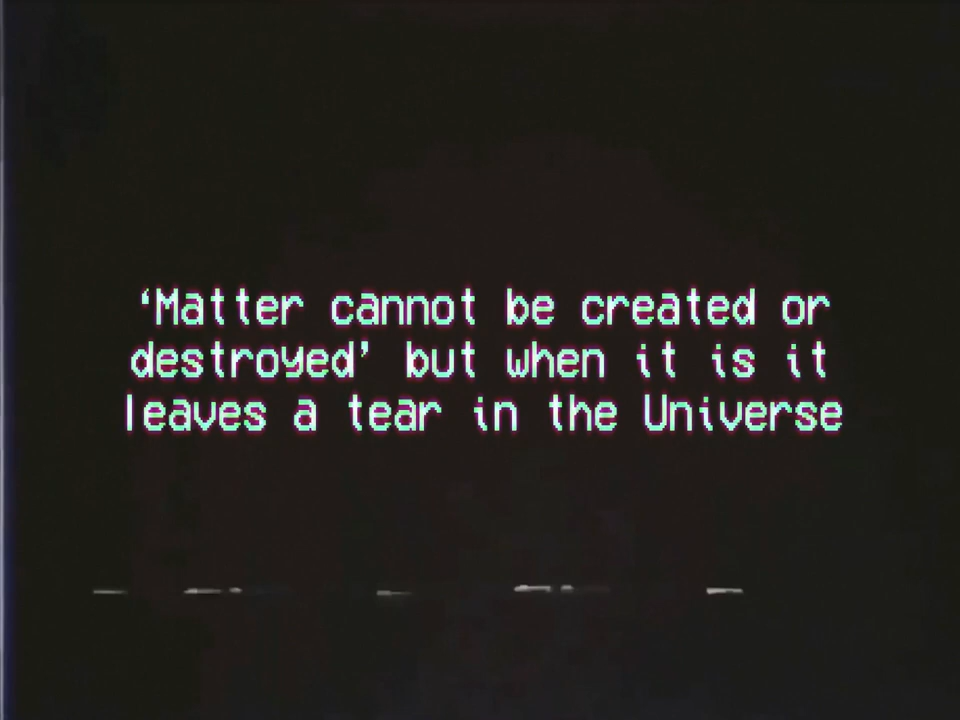 ‘Matter cannot be created or
destroyed’ but when it is it
leaves a tear in the Universe